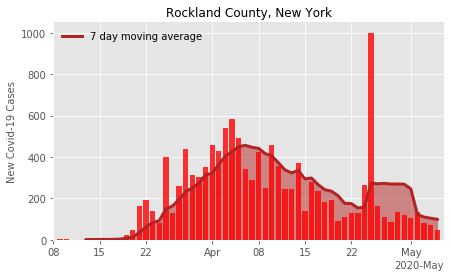 Rockland County, New York
7 day moving average
New Covid-19 Cases
1000
800
600
400
200
0
08 15 22 Apr 08 15 22 May
2020-May